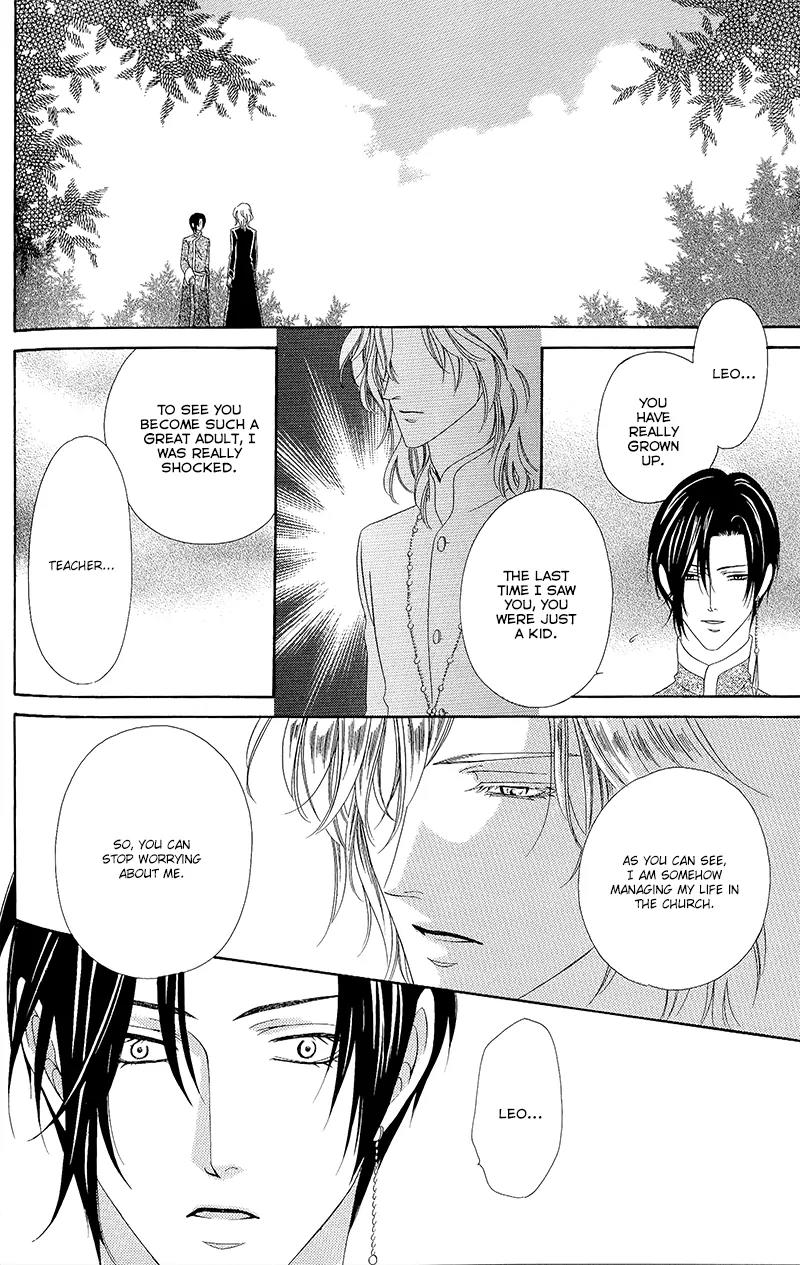 LEO...
YOU
HAVE
REALLY
GROWN
UP.
THE LAST
TIME I SAW
YOU, YOU
WERE JUST
A KID.
TO SEE YOU
BECOME SUCH A
GREAT ADULT, I
WAS REALLY
SHOCKED.
TEACHER...
AS YOU CAN SEE,
I AM SOMEHOW
MANAGING MY LIFE IN
THE CHURCH.
SO, YOU CAN
STOP WORRYING
ABOUT ME.
LEO...